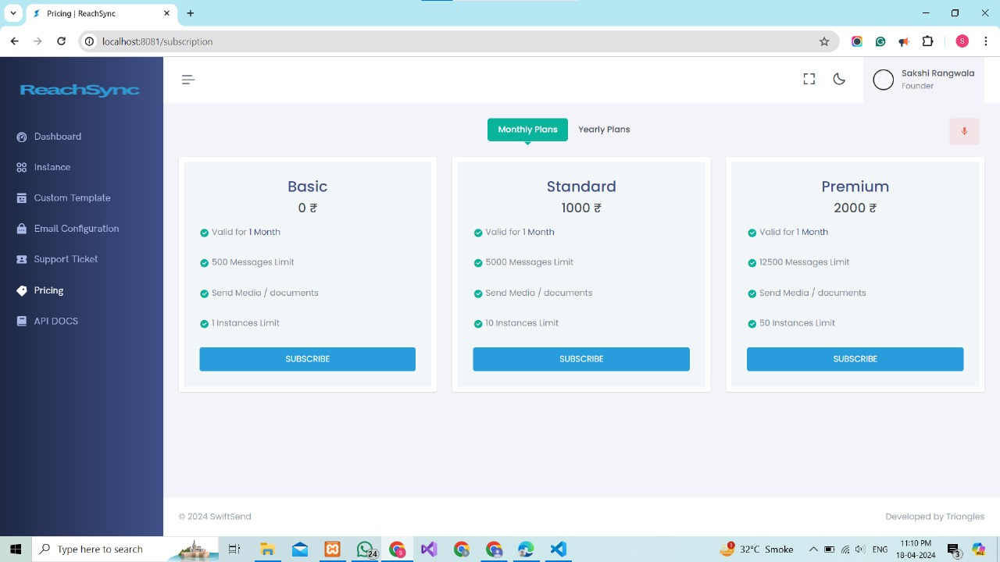 Pricing | ReachSync
localhost:8081/subscription
S
ReachSync
Sakshi Rangwala
Founder
Dashboard
Instance
Custom Template
Email Configuration
Support Ticket
Pricing
API DOCS
Monthly Plans
Yearly Plans
Basic
0 ₹
Valid for 1 Month
500 Messages Limit
Send Media / documents
1 Instances Limit
SUBSCRIBE
Standard
1000 ₹
Valid for 1 Month
5000 Messages Limit
Send Media / documents
10 Instances Limit
SUBSCRIBE
Premium
2000 ₹
Valid for 1 Month
12500 Messages Limit
Send Media / documents
50 Instances Limit
SUBSCRIBE
© 2024 SwiftSend
Developed by Triangles
Type here to search
24
1
32°C Smoke
ENG
11:10 PM
18-04-2024
3